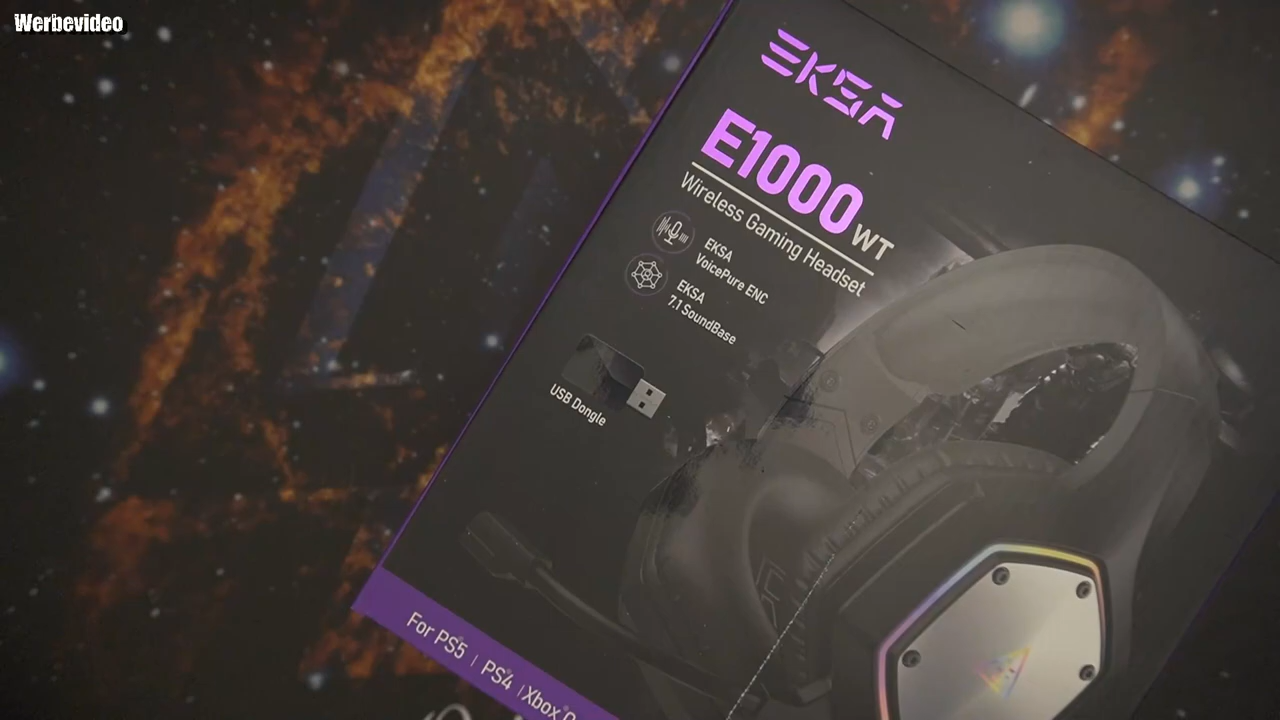 Werbevideo
EKSA
E1000 WT
Wireless Gaming Headset
EKSA
VoicePure ENC
EKSA
7.1 SoundBase
USB Dongle
For PS5 | PS4 | Xbox